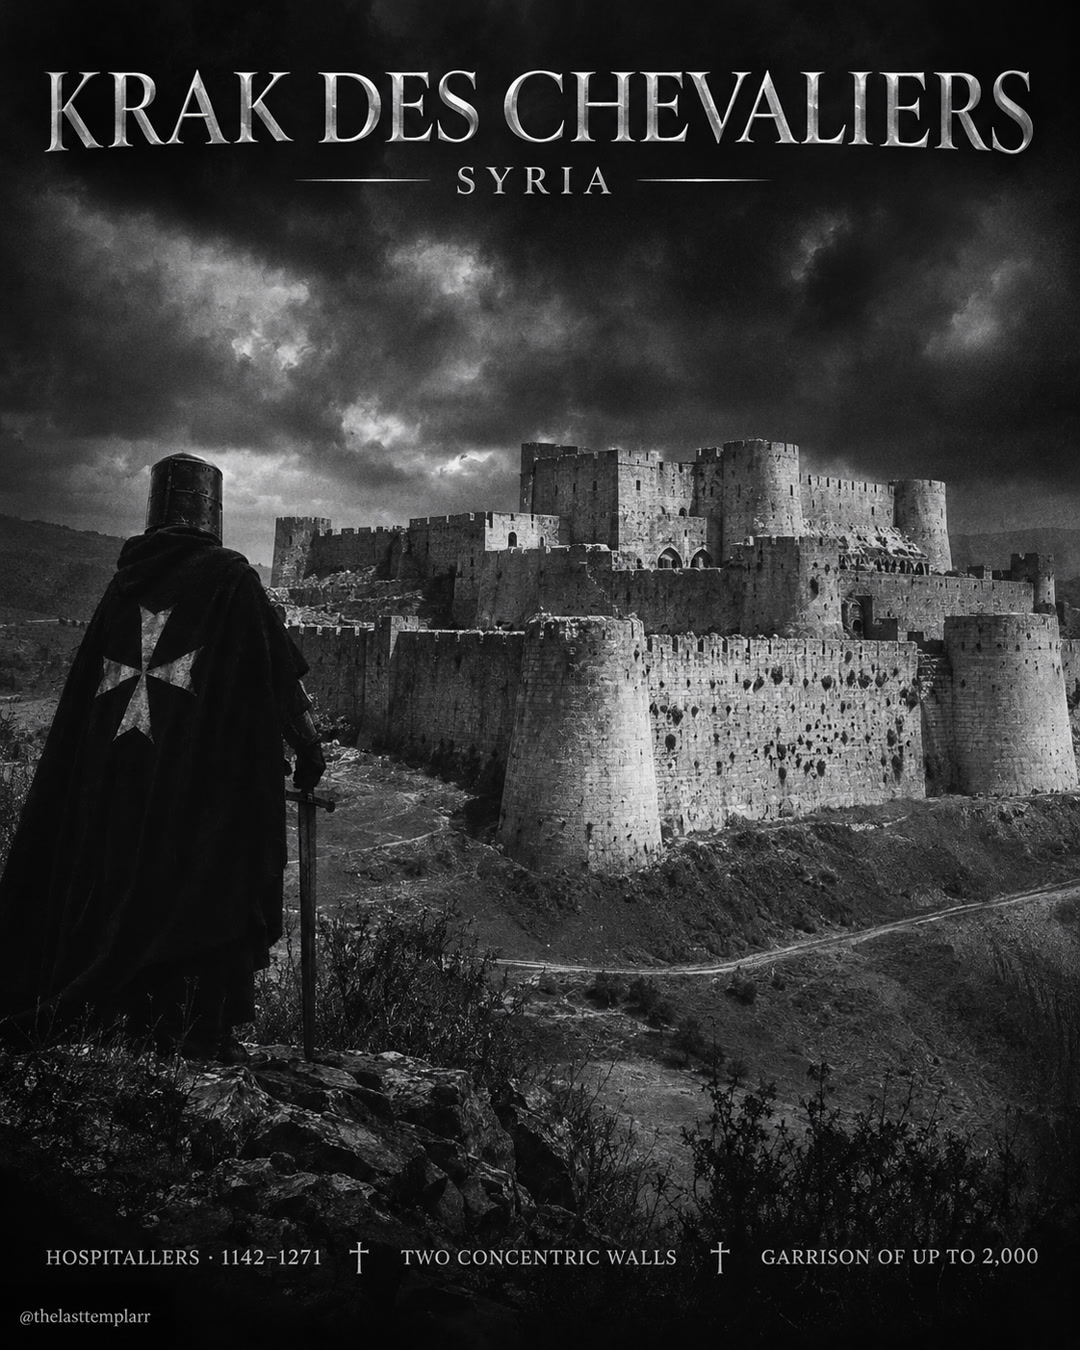 KRAK DES CHEVALIERS
SYRIA
HOSPITALLERS · 1142–1271 † TWO CONCENTRIC WALLS † GARRISON OF UP TO 2,000
@thelasttemplarr